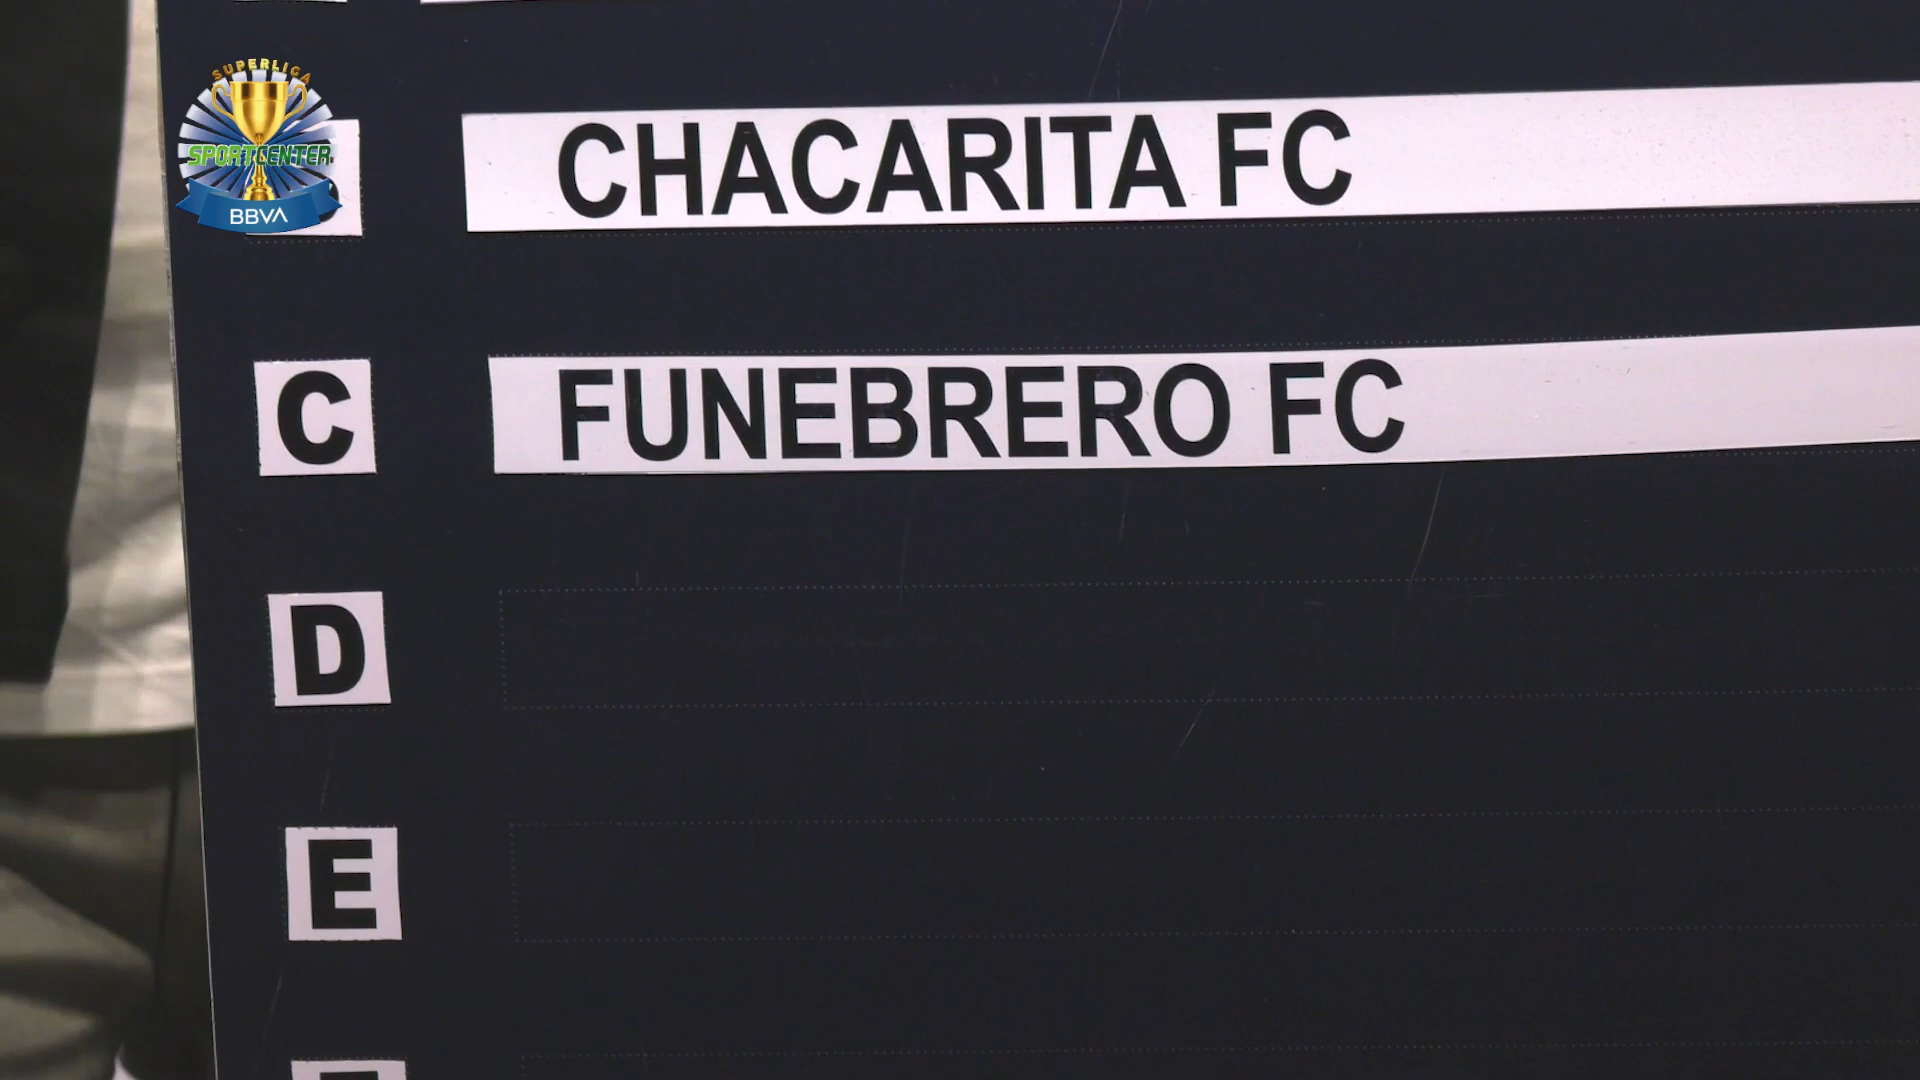 SUPERLIGA
SPORTCENTER
BBVA
CHACARITA FC
C FUNEBRERO FC
D
E